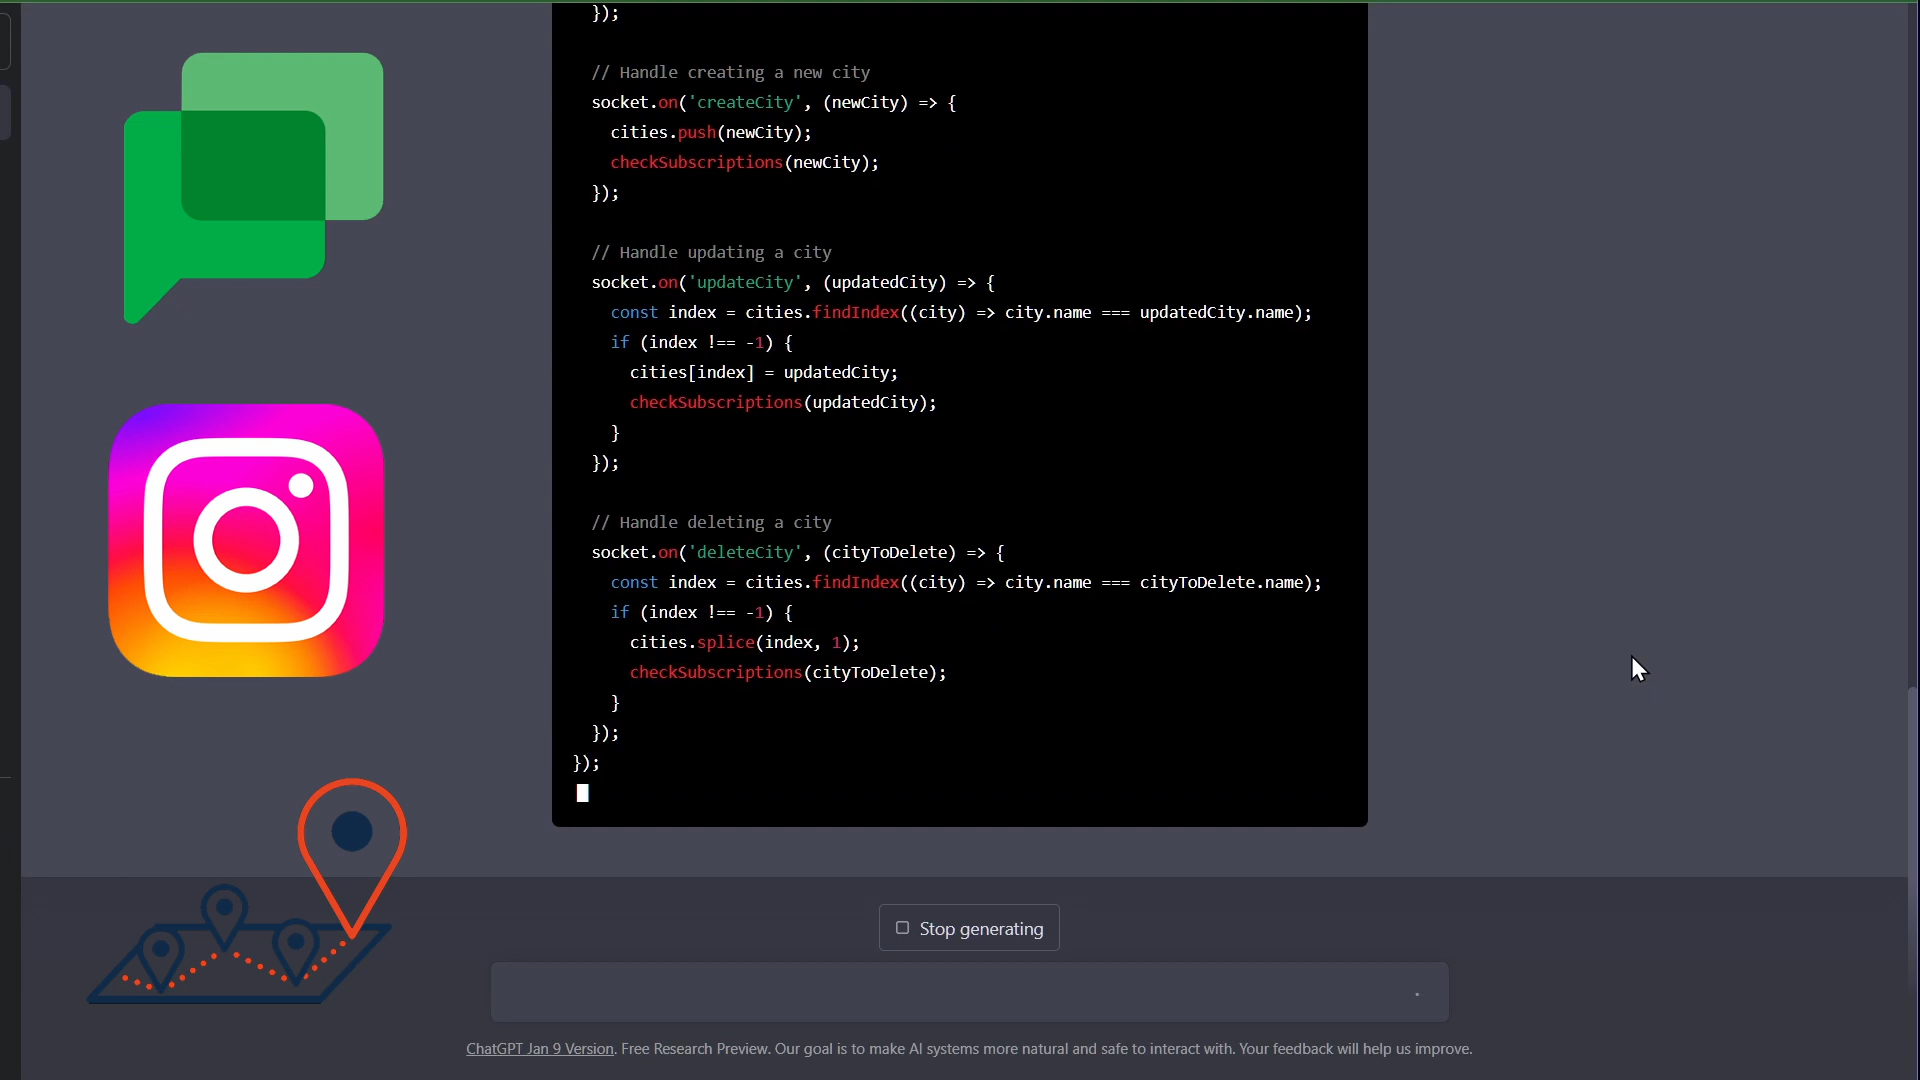 });
// Handle creating a new city
socket.on('createCity', (newCity) => {
cities.push(newCity);
checkSubscriptions(newCity);
});
// Handle updating a city
socket.on('updateCity', (updatedCity) => {
const index = cities.findIndex((city) => city.name === updatedCity.name);
if (index !== -1) {
cities[index] = updatedCity;
checkSubscriptions(updatedCity);
}
});
// Handle deleting a city
socket.on('deleteCity', (cityToDelete) => {
const index = cities.findIndex((city) => city.name === cityToDelete.name);
if (index !== -1) {
cities.splice(index, 1);
checkSubscriptions(cityToDelete);
}
});
});
Stop generating
ChatGPT Jan 9 Version. Free Research Preview. Our goal is to make AI systems more natural and safe to interact with. Your feedback will help us improve.